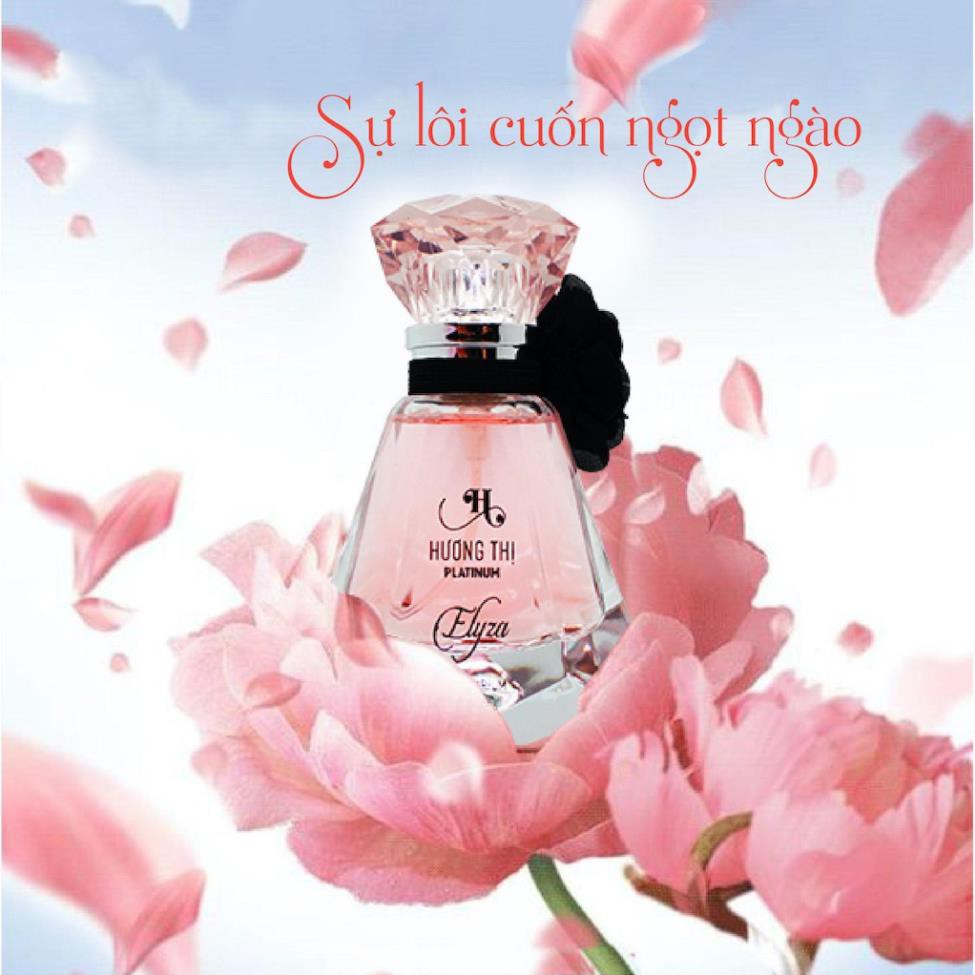 Sự lôi cuốn ngọt ngào
H
HƯƠNG THỊ
PLATINUM
Elyza